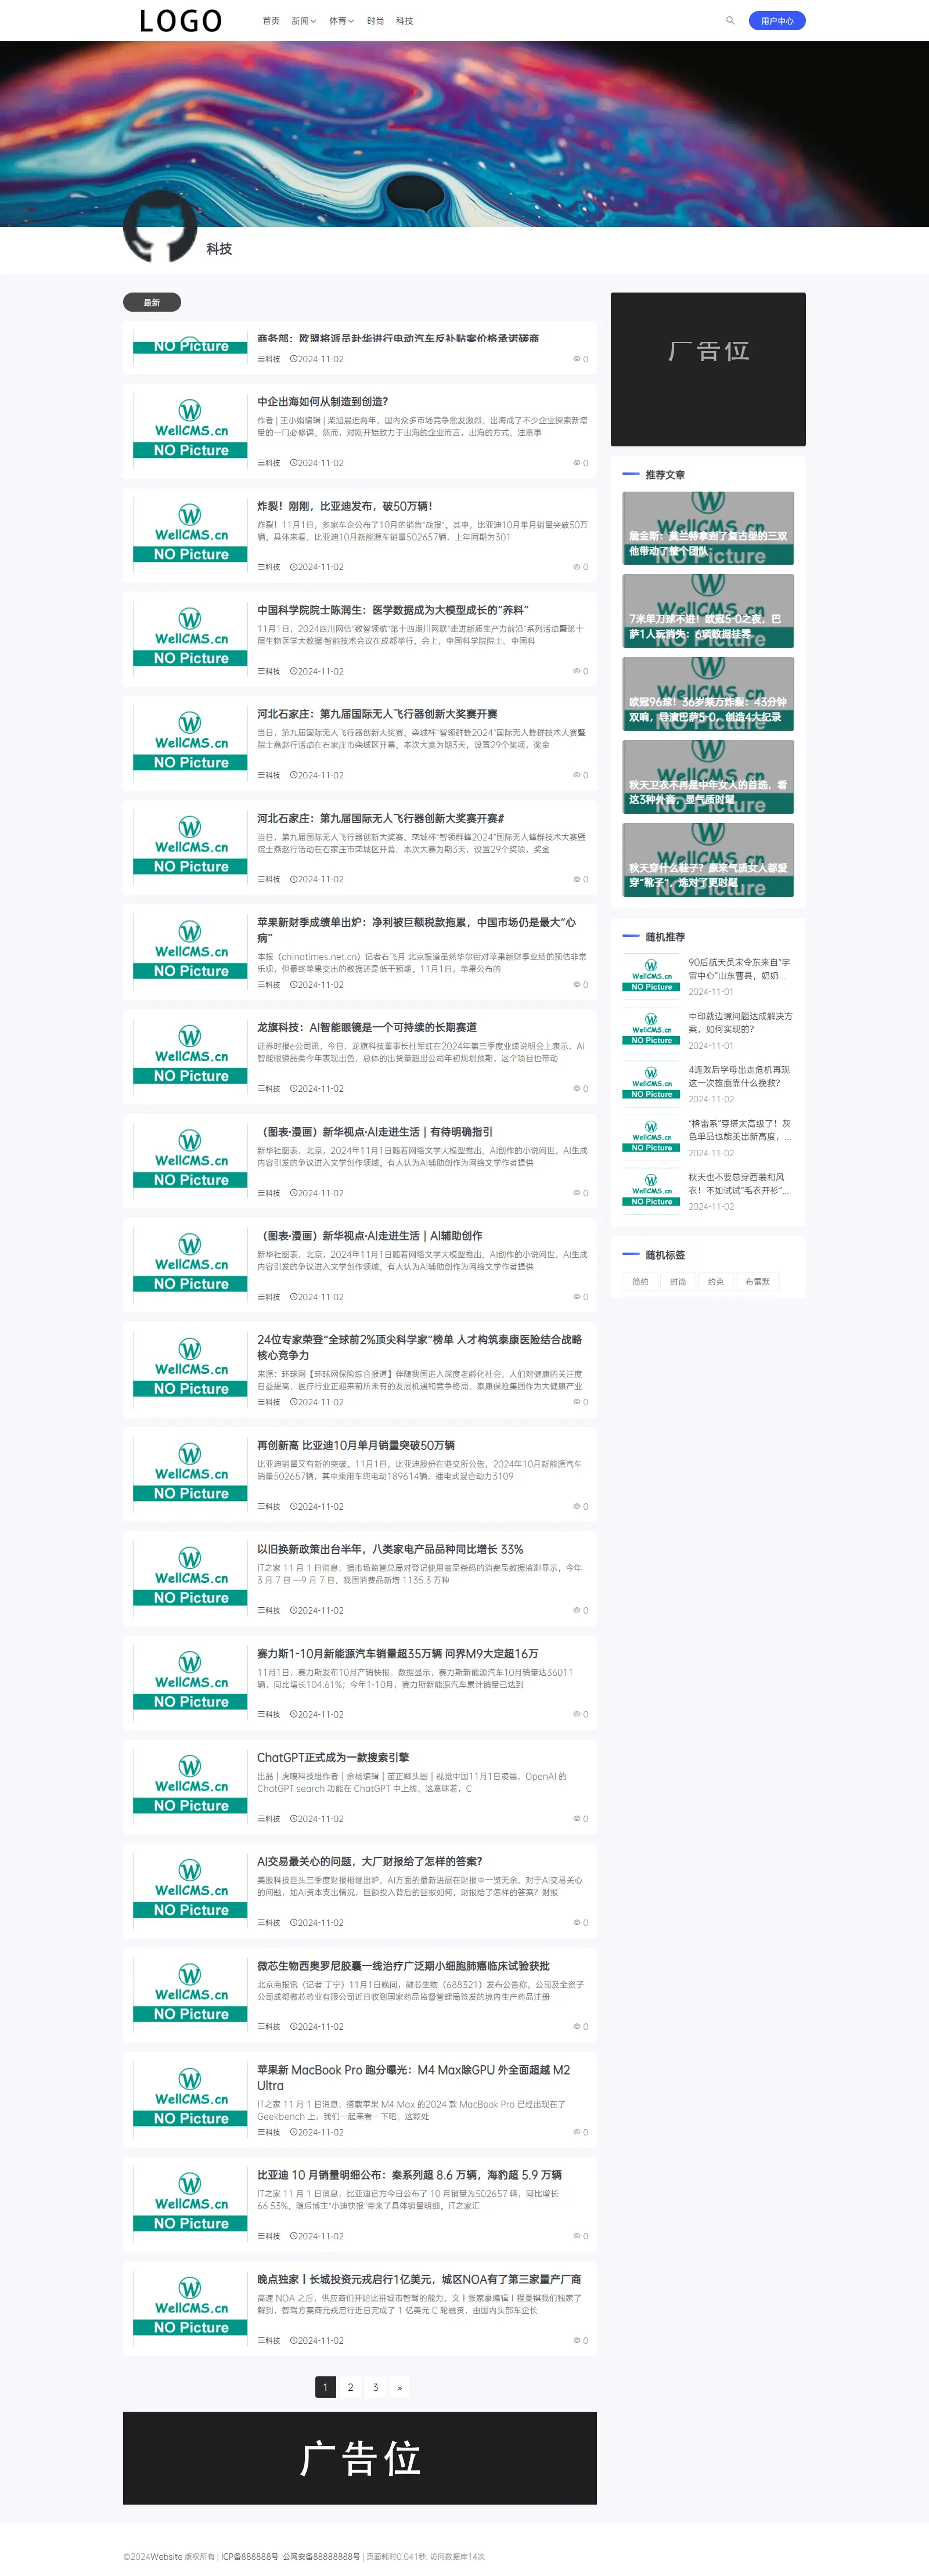 LOGO
首页 新闻 体育 时尚 科技
用户中心
科技
最新
NO Picture
商务部：欧盟将派员赴华进行电动汽车反补贴案价格承诺磋商
科技 2024-11-02 0
WellCMS.cn
NO Picture
中企出海如何从制造到创造？
作者 | 王小娟编辑 | 柴旭晨近两年，国内众多市场竞争愈发激烈，出海成了不少企业探索新增
量的一门必修课。然而，对刚开始致力于出海的企业而言，出海的方式、注意事
科技 2024-11-02 0
WellCMS.cn
NO Picture
炸裂！刚刚，比亚迪发布，破50万辆！
炸裂！11月1日，多家车企公布了10月的销售“战报”。其中，比亚迪10月单月销量突破50万
辆。具体来看，比亚迪10月新能源车销量502657辆，上年同期为301
科技 2024-11-02 0
WellCMS.cn
NO Picture
中国科学院院士陈润生：医学数据成为大模型成长的“养料”
11月1日，2024四川网信“数智领航”第十四期川网联“走进新质生产力前沿”系列活动暨第十
届生物医学大数据·智能技术会议在成都举行。会上，中国科学院院士、中国科
科技 2024-11-02 0
WellCMS.cn
NO Picture
河北石家庄：第九届国际无人飞行器创新大奖赛开赛
当日，第九届国际无人飞行器创新大奖赛、栾城杯“智领群蜂2024”国际无人蜂群技术大赛暨
院士燕赵行活动在石家庄市栾城区开幕。本次大赛为期3天，设置29个奖项，奖金
科技 2024-11-02 0
WellCMS.cn
NO Picture
河北石家庄：第九届国际无人飞行器创新大奖赛开赛#
当日，第九届国际无人飞行器创新大奖赛、栾城杯“智领群蜂2024”国际无人蜂群技术大赛暨
院士燕赵行活动在石家庄市栾城区开幕。本次大赛为期3天，设置29个奖项，奖金
科技 2024-11-02 0
WellCMS.cn
NO Picture
苹果新财季成绩单出炉：净利被巨额税款拖累，中国市场仍是最大“心
病”
本报（chinatimes.net.cn）记者石飞月 北京报道虽然华尔街对苹果新财季业绩的预估非常
乐观，但最终苹果交出的数据还是低于预期。11月1日，苹果公布的
科技 2024-11-02 0
WellCMS.cn
NO Picture
龙旗科技：AI智能眼镜是一个可持续的长期赛道
证券时报e公司讯，今日，龙旗科技董事长杜军红在2024年第三季度业绩说明会上表示，AI
智能眼镜品类今年表现出色，总体的出货量超出公司年初规划预期。这个项目也带动
科技 2024-11-02 0
WellCMS.cn
NO Picture
（图表·漫画）新华视点·AI走进生活｜有待明确指引
新华社图表，北京，2024年11月1日随着网络文学大模型推出、AI创作的小说问世，AI生成
内容引发的争议进入文学创作领域。有人认为AI辅助创作为网络文学作者提供
科技 2024-11-02 0
WellCMS.cn
NO Picture
（图表·漫画）新华视点·AI走进生活｜AI辅助创作
新华社图表，北京，2024年11月1日随着网络文学大模型推出、AI创作的小说问世，AI生成
内容引发的争议进入文学创作领域。有人认为AI辅助创作为网络文学作者提供
科技 2024-11-02 0
WellCMS.cn
NO Picture
24位专家荣登“全球前2%顶尖科学家”榜单 人才构筑泰康医险结合战略
核心竞争力
来源：环球网【环球网保险综合报道】伴随我国进入深度老龄化社会，人们对健康的关注度
日益提高，医疗行业正迎来前所未有的发展机遇和竞争格局。泰康保险集团作为大健康产业
科技 2024-11-02 0
WellCMS.cn
NO Picture
再创新高 比亚迪10月单月销量突破50万辆
比亚迪销量又有新的突破。11月1日，比亚迪股份在港交所公告，2024年10月新能源汽车
销量502657辆，其中乘用车纯电动189614辆，插电式混合动力3109
科技 2024-11-02 0
WellCMS.cn
NO Picture
以旧换新政策出台半年，八类家电产品品种同比增长 33%
IT之家 11 月 1 日消息，据市场监管总局对登记使用商品条码的消费品数据监测显示，今年
3 月 7 日 —9 月 7 日，我国消费品新增 1135.3 万种
科技 2024-11-02 0
WellCMS.cn
NO Picture
赛力斯1-10月新能源汽车销量超35万辆 问界M9大定超16万
11月1日，赛力斯发布10月产销快报。数据显示，赛力斯新能源汽车10月销量达36011
辆，同比增长104.61%；今年1-10月，赛力斯新能源汽车累计销量已达到
科技 2024-11-02 0
WellCMS.cn
NO Picture
ChatGPT正式成为一款搜索引擎
出品｜虎嗅科技组作者｜余杨编辑｜苗正卿头图｜视觉中国11月1日凌晨，OpenAI 的
ChatGPT search 功能在 ChatGPT 中上线。这意味着，C
科技 2024-11-02 0
WellCMS.cn
NO Picture
AI交易最关心的问题，大厂财报给了怎样的答案？
美股科技巨头三季度财报相继出炉，AI方面的最新进展在财报中一览无余。对于AI交易关心
的问题，如AI资本支出情况，巨额投入背后的回报如何，财报给了怎样的答案？财报
科技 2024-11-02 0
WellCMS.cn
NO Picture
微芯生物西奥罗尼胶囊一线治疗广泛期小细胞肺癌临床试验获批
北京商报讯（记者 丁宁）11月1日晚间，微芯生物（688321）发布公告称，公司及全资子
公司成都微芯药业有限公司近日收到国家药品监督管理局签发的境内生产药品注册
科技 2024-11-02 0
WellCMS.cn
NO Picture
苹果新 MacBook Pro 跑分曝光：M4 Max除GPU 外全面超越 M2
Ultra
IT之家 11 月 1 日消息，搭载苹果 M4 Max 的2024 款 MacBook Pro 已经出现在了
Geekbench 上，我们一起来看一下吧。这颗处
科技 2024-11-02 0
WellCMS.cn
NO Picture
比亚迪 10 月销量明细公布：秦系列超 8.6 万辆，海豹超 5.9 万辆
IT之家 11 月 1 日消息，比亚迪官方今日公布了 10 月销量为502657 辆，同比增长
66.53%。随后博主“小迪快报”带来了具体销量明细。IT之家汇
科技 2024-11-02 0
WellCMS.cn
NO Picture
晚点独家丨长城投资元戎启行1亿美元，城区NOA有了第三家量产厂商
高速 NOA 之后，供应商们开始比拼城市智驾的能力。文丨张家豪编辑丨程曼祺我们独家了
解到，智驾方案商元戎启行近日完成了 1 亿美元 C 轮融资，由国内头部车企长
科技 2024-11-02 0
WellCMS.cn
NO Picture
1 2 3 »
广告位
广告位
推荐文章
詹金斯：莫兰特拿到了复古型的三双
他带动了整个团队
7米单刀球不进！欧冠5-0之夜，巴
萨1人玩消失：6项数据挂零
欧冠96球！36岁莱万炸裂：43分钟
双响，导演巴萨5-0，创造4大纪录
秋天卫衣不再是中年女人的首选，看
这3种外套，显气质时髦
秋天穿什么鞋子？原来气质女人都爱
穿“靴子”，选对了更时髦
随机推荐
90后航天员宋令东来自“宇
宙中心”山东曹县，奶奶...
2024-11-01
中印就边境问题达成解决方
案，如何实现的？
2024-11-01
4连败后字母出走危机再现
这一次雄鹿靠什么挽救？
2024-11-02
“格雷系”穿搭太高级了！灰
色单品也能美出新高度，...
2024-11-02
秋天也不要总穿西装和风
衣！不如试试“毛衣开衫”...
2024-11-02
随机标签
简约 时尚 约克 布雷默
©2024Website 版权所有 | ICP备888888号 公网安备88888888号 | 页面耗时0.041秒, 访问数据库14次